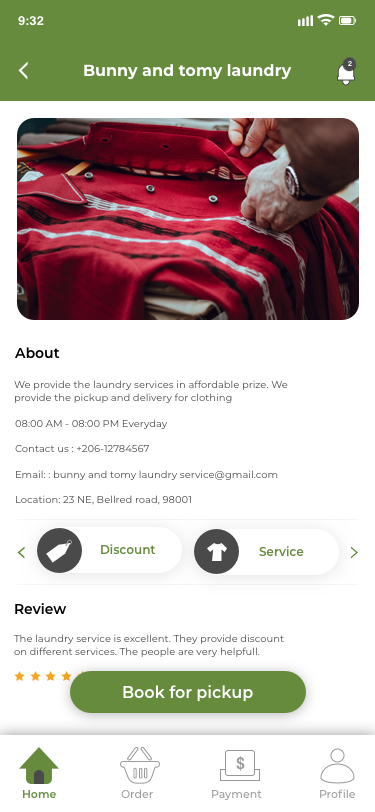 9:32
Bunny and tomy laundry
2
About
We provide the laundry services in affordable prize. We
provide the pickup and delivery for clothing
08:00 AM - 08:00 PM Everyday
Contact us : +206-12784567
Email: : bunny and tomy laundry service@gmail.com
Location: 23 NE, Bellred road, 98001
Discount
Service
Review
The laundry service is excellent. They provide discount
on different services. The people are very helpfull.
Book for pickup
$
Home
Order
Payment
Profile